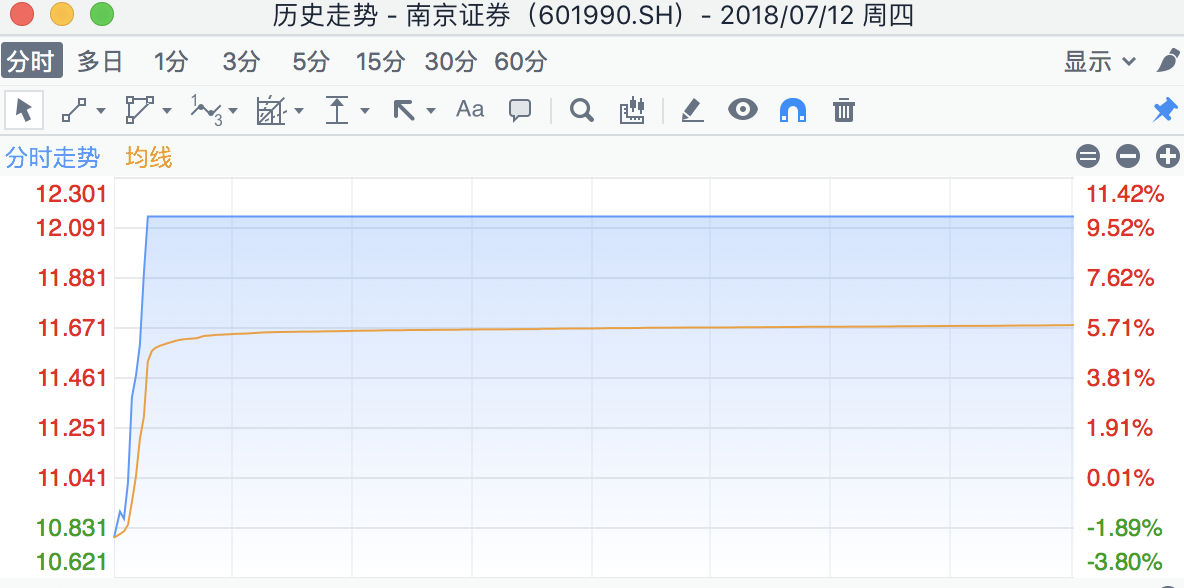 历史走势 - 南京证券（601990.SH）- 2018/07/12 周四
分时 多日 1分 3分 5分 15分 30分 60分 显示
1 3 Aa
分时走势 均线
12.301 11.42%
12.091 9.52%
11.881 7.62%
11.671 5.71%
11.461 3.81%
11.251 1.91%
11.041 0.01%
10.831 -1.89%
10.621 -3.80%